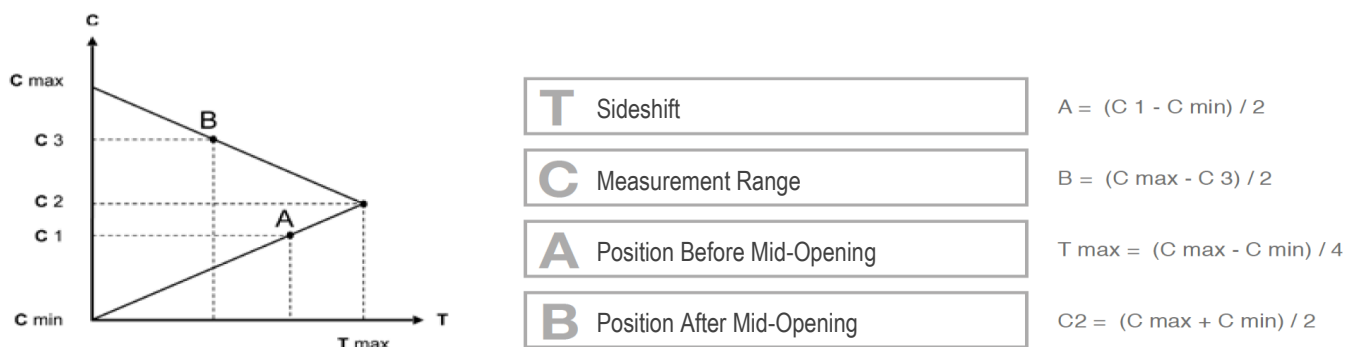 C
C max
B
C 3
C 2
A
C 1
C min
T
T max
T Sideshift
A = (C 1 - C min) / 2
C Measurement Range
B = (C max - C 3) / 2
A Position Before Mid-Opening
T max = (C max - C min) / 4
B Position After Mid-Opening
C2 = (C max + C min) / 2